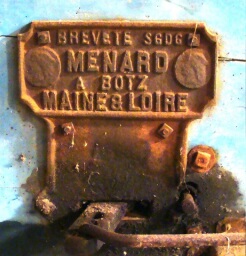 BREVETE SGDG
MENARD
A BOTZ
MAINE & LOIRE